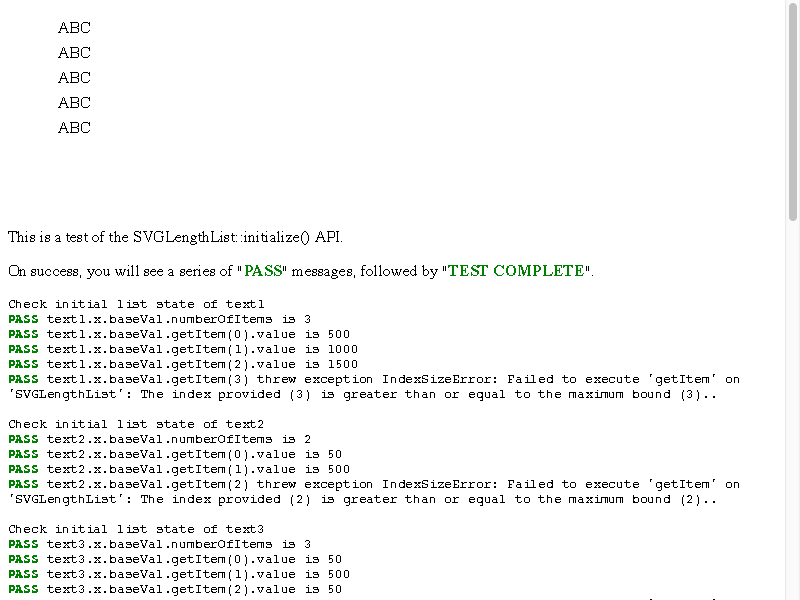 ABC
ABC
ABC
ABC
ABC
This is a test of the SVGLengthList::initialize() API.
On success, you will see a series of "PASS" messages, followed by "TEST COMPLETE".
Check initial list state of text1
PASS text1.x.baseVal.numberOfItems is 3
PASS text1.x.baseVal.getItem(0).value is 500
PASS text1.x.baseVal.getItem(1).value is 1000
PASS text1.x.baseVal.getItem(2).value is 1500
PASS text1.x.baseVal.getItem(3) threw exception IndexSizeError: Failed to execute 'getItem' on
'SVGLengthList': The index provided (3) is greater than or equal to the maximum bound (3)..
Check initial list state of text2
PASS text2.x.baseVal.numberOfItems is 2
PASS text2.x.baseVal.getItem(0).value is 50
PASS text2.x.baseVal.getItem(1).value is 500
PASS text2.x.baseVal.getItem(2) threw exception IndexSizeError: Failed to execute 'getItem' on
'SVGLengthList': The index provided (2) is greater than or equal to the maximum bound (2)..
Check initial list state of text3
PASS text3.x.baseVal.numberOfItems is 3
PASS text3.x.baseVal.getItem(0).value is 50
PASS text3.x.baseVal.getItem(1).value is 500
PASS text3.x.baseVal.getItem(2).value is 50